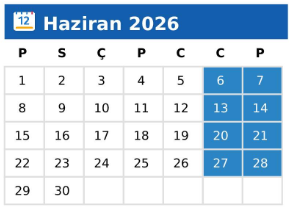 12 Haziran 2026
P S Ç P C C P
1 2 3 4 5 6 7
8 9 10 11 12 13 14
15 16 17 18 19 20 21
22 23 24 25 26 27 28
29 30